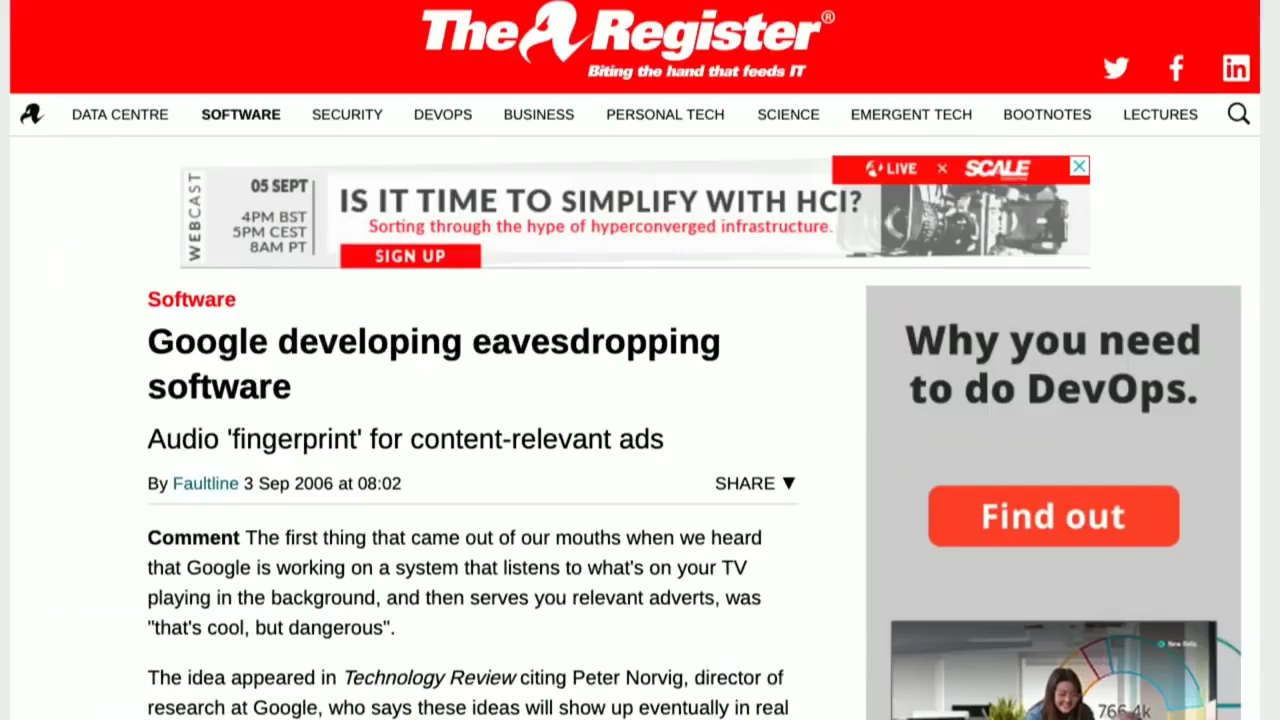 The Register®
Biting the hand that feeds IT
in
DATA CENTRE SOFTWARE SECURITY DEVOPS BUSINESS PERSONAL TECH SCIENCE EMERGENT TECH BOOTNOTES LECTURES
WEBCAST
05 SEPT
4PM BST
5PM CEST
8AM PT
IS IT TIME TO SIMPLIFY WITH HCI?
Sorting through the hype of hyperconverged infrastructure.
SIGN UP
LIVE × SCALE
Software
Google developing eavesdropping
software
Audio 'fingerprint' for content-relevant ads
By Faultline 3 Sep 2006 at 08:02
SHARE ▼
Comment The first thing that came out of our mouths when we heard
that Google is working on a system that listens to what's on your TV
playing in the background, and then serves you relevant adverts, was
"that's cool, but dangerous".
The idea appeared in Technology Review citing Peter Norvig, director of
research at Google, who says these ideas will show up eventually in real
Why you need
to do DevOps.
Find out
New Relic
766.4k